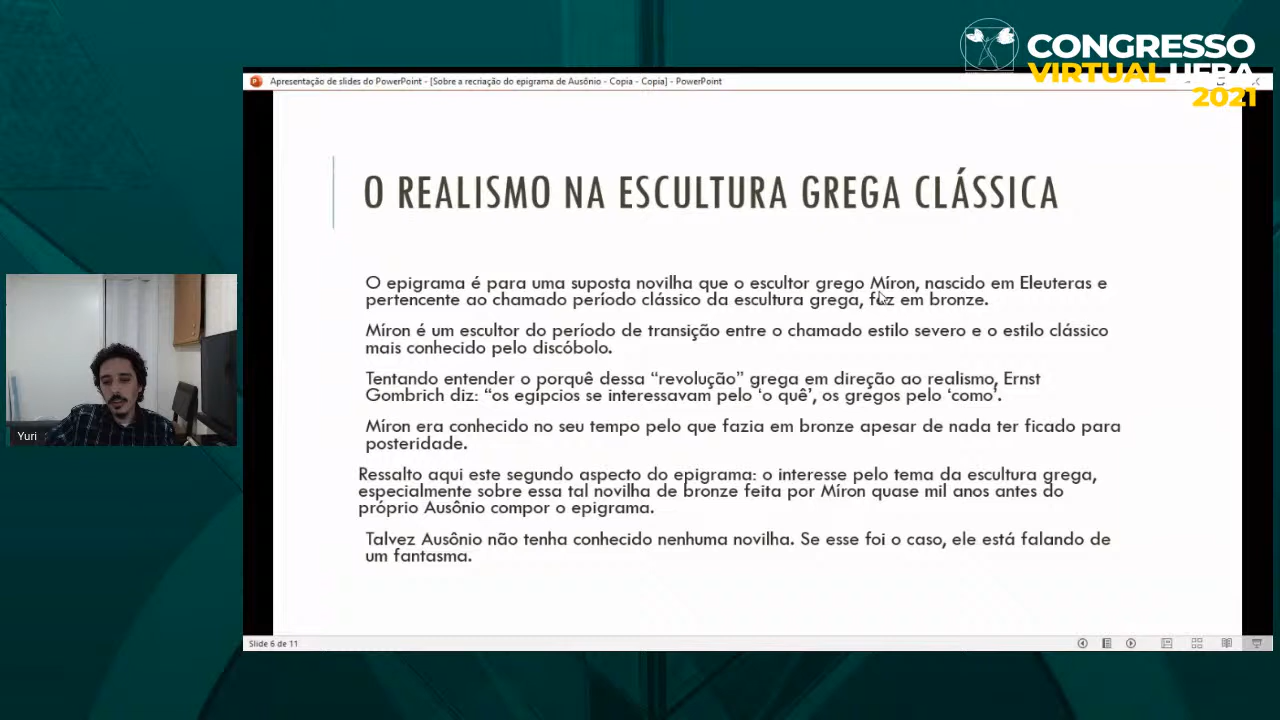 CONGRESSO
VIRTUAL UFBA
2021
Apresentação de slides do PowerPoint - [Sobre a recriação do epigrama de Ausônio - Copia - Copia] - PowerPoint
O REALISMO NA ESCULTURA GREGA CLÁSSICA
O epigrama é para uma suposta novilha que o escultor grego Míron, nascido em Eleuteras e
pertencente ao chamado período clássico da escultura grega, fez em bronze.
Míron é um escultor do período de transição entre o chamado estilo severo e o estilo clássico
mais conhecido pelo discóbolo.
Tentando entender o porquê dessa “revolução” grega em direção ao realismo, Ernst
Gombrich diz: “os egípcios se interessavam pelo ‘o quê’, os gregos pelo ‘como’.
Míron era conhecido no seu tempo pelo que fazia em bronze apesar de nada ter ficado para
posteridade.
Ressalto aqui este segundo aspecto do epigrama: o interesse pelo tema da escultura grega,
especialmente sobre essa tal novilha de bronze feita por Míron quase mil anos antes do
próprio Ausônio compor o epigrama.
Talvez Ausônio não tenha conhecido nenhuma novilha. Se esse foi o caso, ele está falando de
um fantasma.
Yuri
Slide 6 de 11